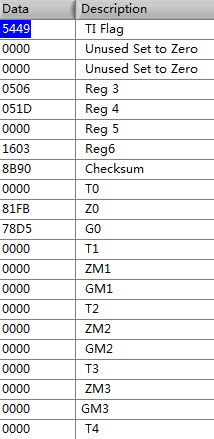 Data Description
5449 TI Flag
0000 Unused Set to Zero
0000 Unused Set to Zero
0506 Reg 3
051D Reg 4
0000 Reg 5
1603 Reg6
8B90 Checksum
0000 T0
81FB Z0
78D5 G0
0000 T1
0000 ZM1
0000 GM1
0000 T2
0000 ZM2
0000 GM2
0000 T3
0000 ZM3
0000 GM3
0000 T4